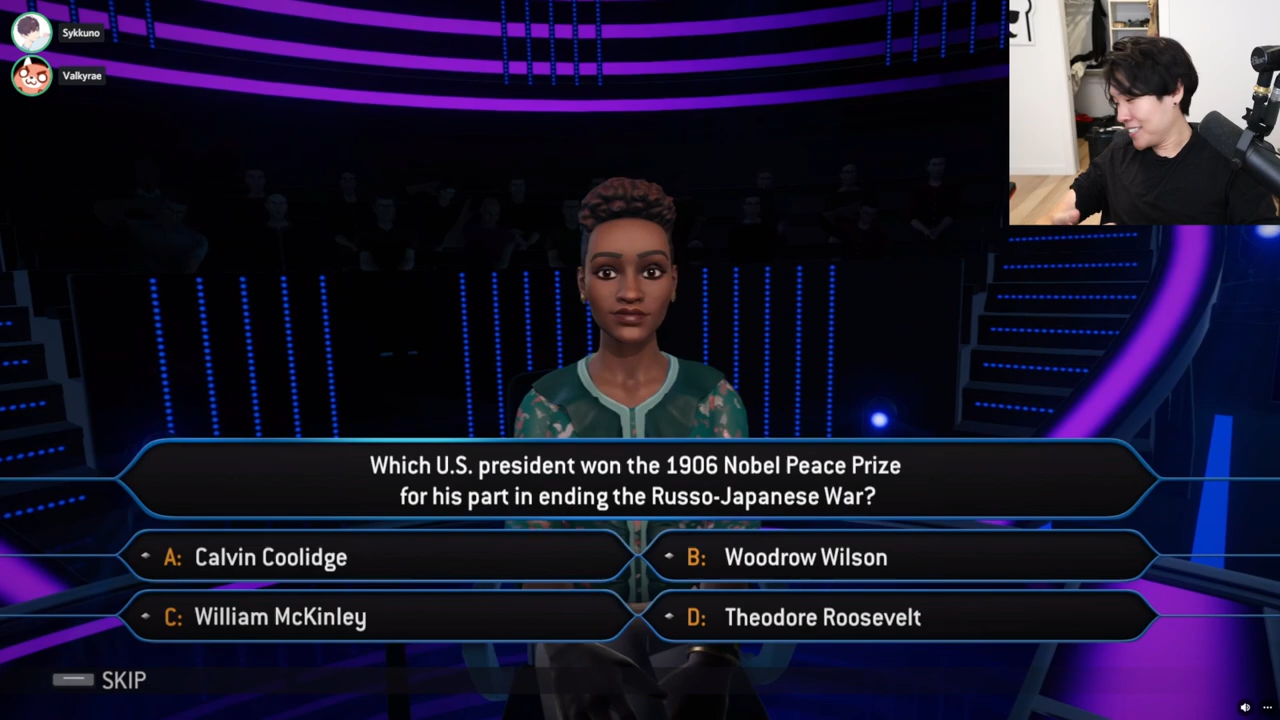 Sykkuno
Valkyrae
Which U.S. president won the 1906 Nobel Peace Prize
for his part in ending the Russo-Japanese War?
A: Calvin Coolidge
B: Woodrow Wilson
C: William McKinley
D: Theodore Roosevelt
SKIP